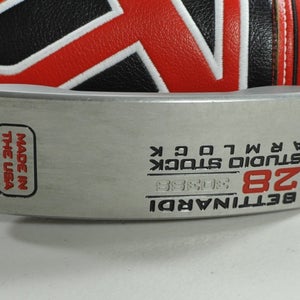 BETTINARDI
28
STUDIO STOCK
ARMLOCK
MADE IN
THE USA